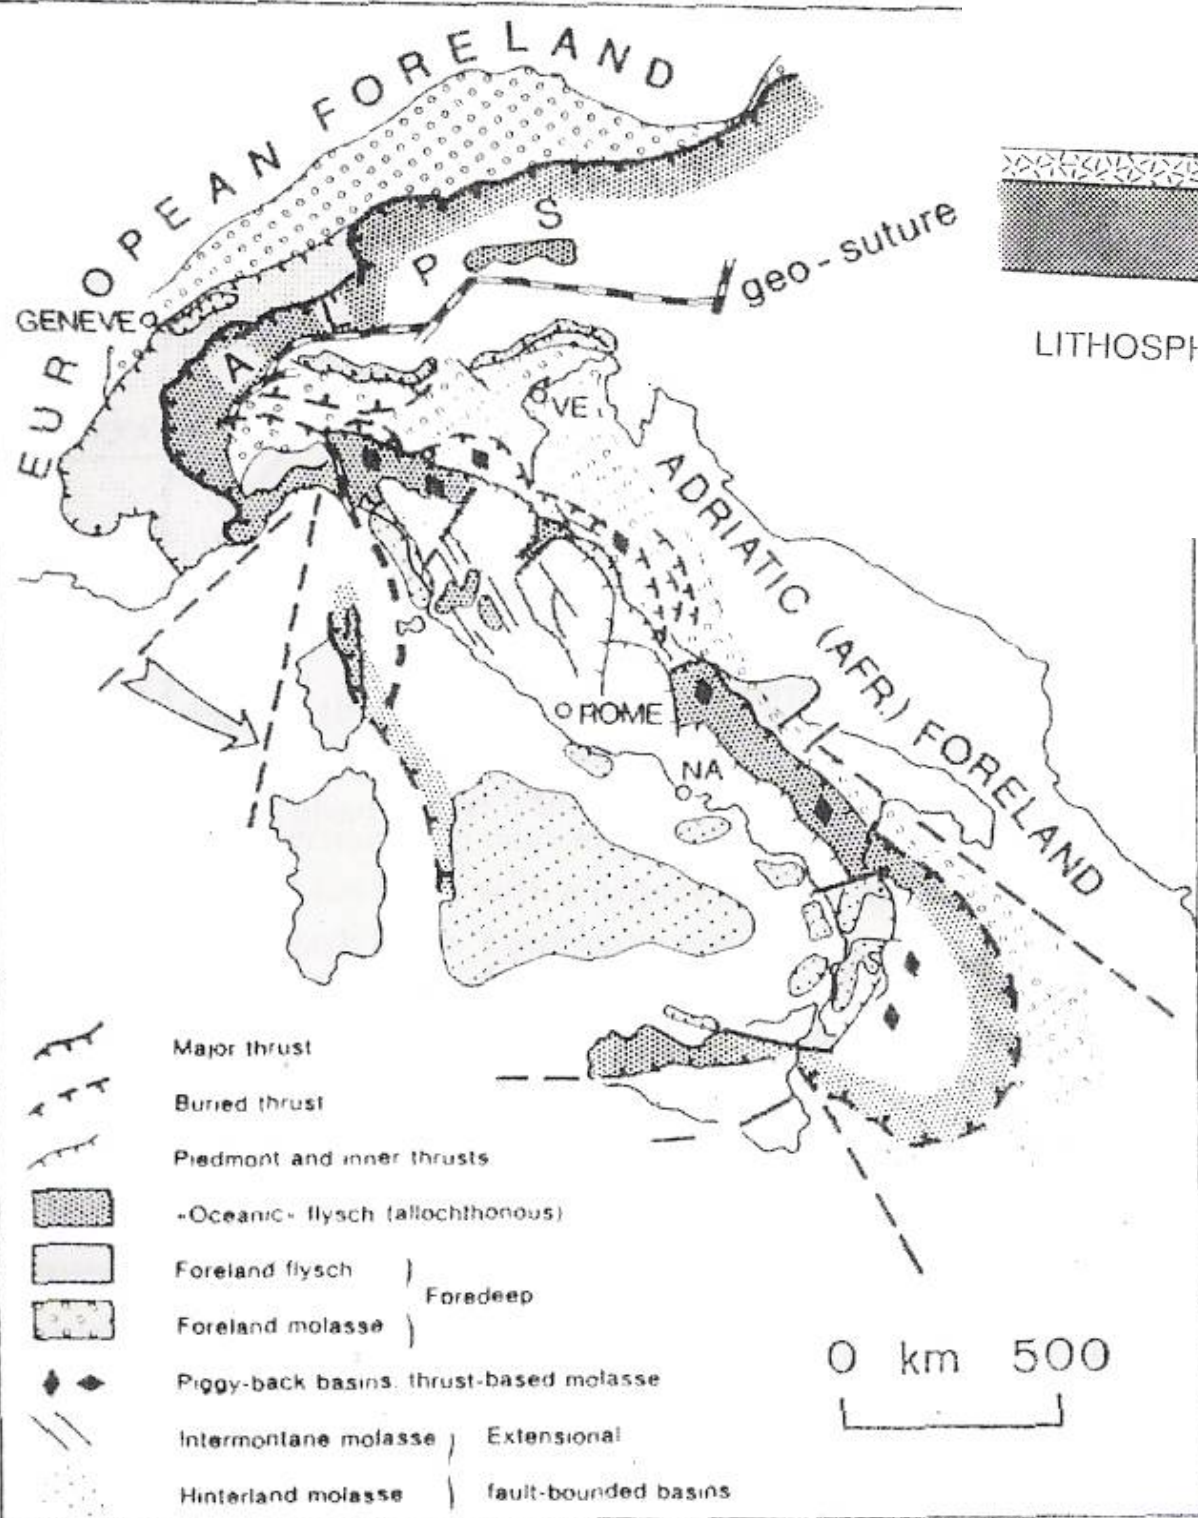 EUROPEAN FORELAND
A P S
geo-suture
GENEVE
LITHOSPH
VE
ADRIATIC (AFR.) FORELAND
ROME
NA
Major thrust
Buried thrust
Piedmont and inner thrusts
«Oceanic» flysch (allochthonous)
Foreland flysch
Foredeep
Foreland molasse
Piggy-back basins. thrust-based molasse
Intermontane molasse
Extensional
Hinterland molasse
fault-bounded basins
0 km 500